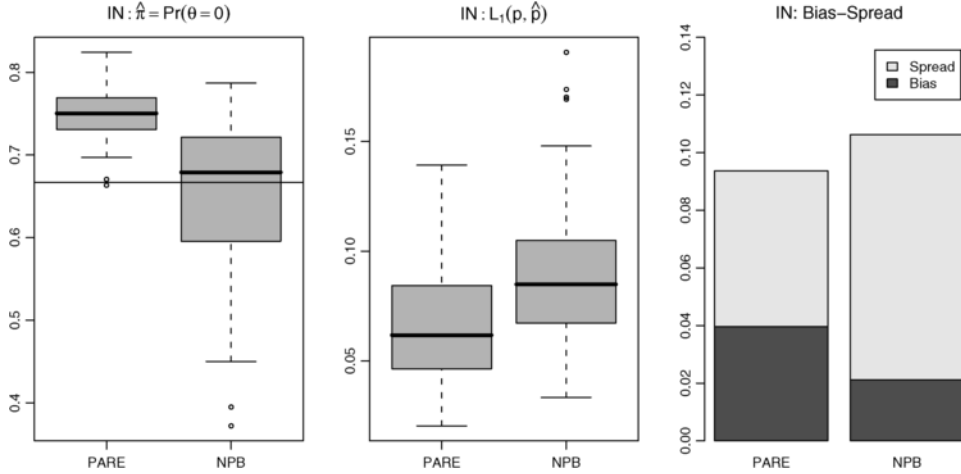 IN : π̂ = Pr(θ = 0)
0.8
0.7
0.6
0.5
0.4
PARE
NPB
IN : L₁(p, p̂)
0.15
0.10
0.05
PARE
NPB
IN: Bias–Spread
0.14
0.12
0.10
0.08
0.06
0.04
0.02
0.00
Spread
Bias
PARE
NPB